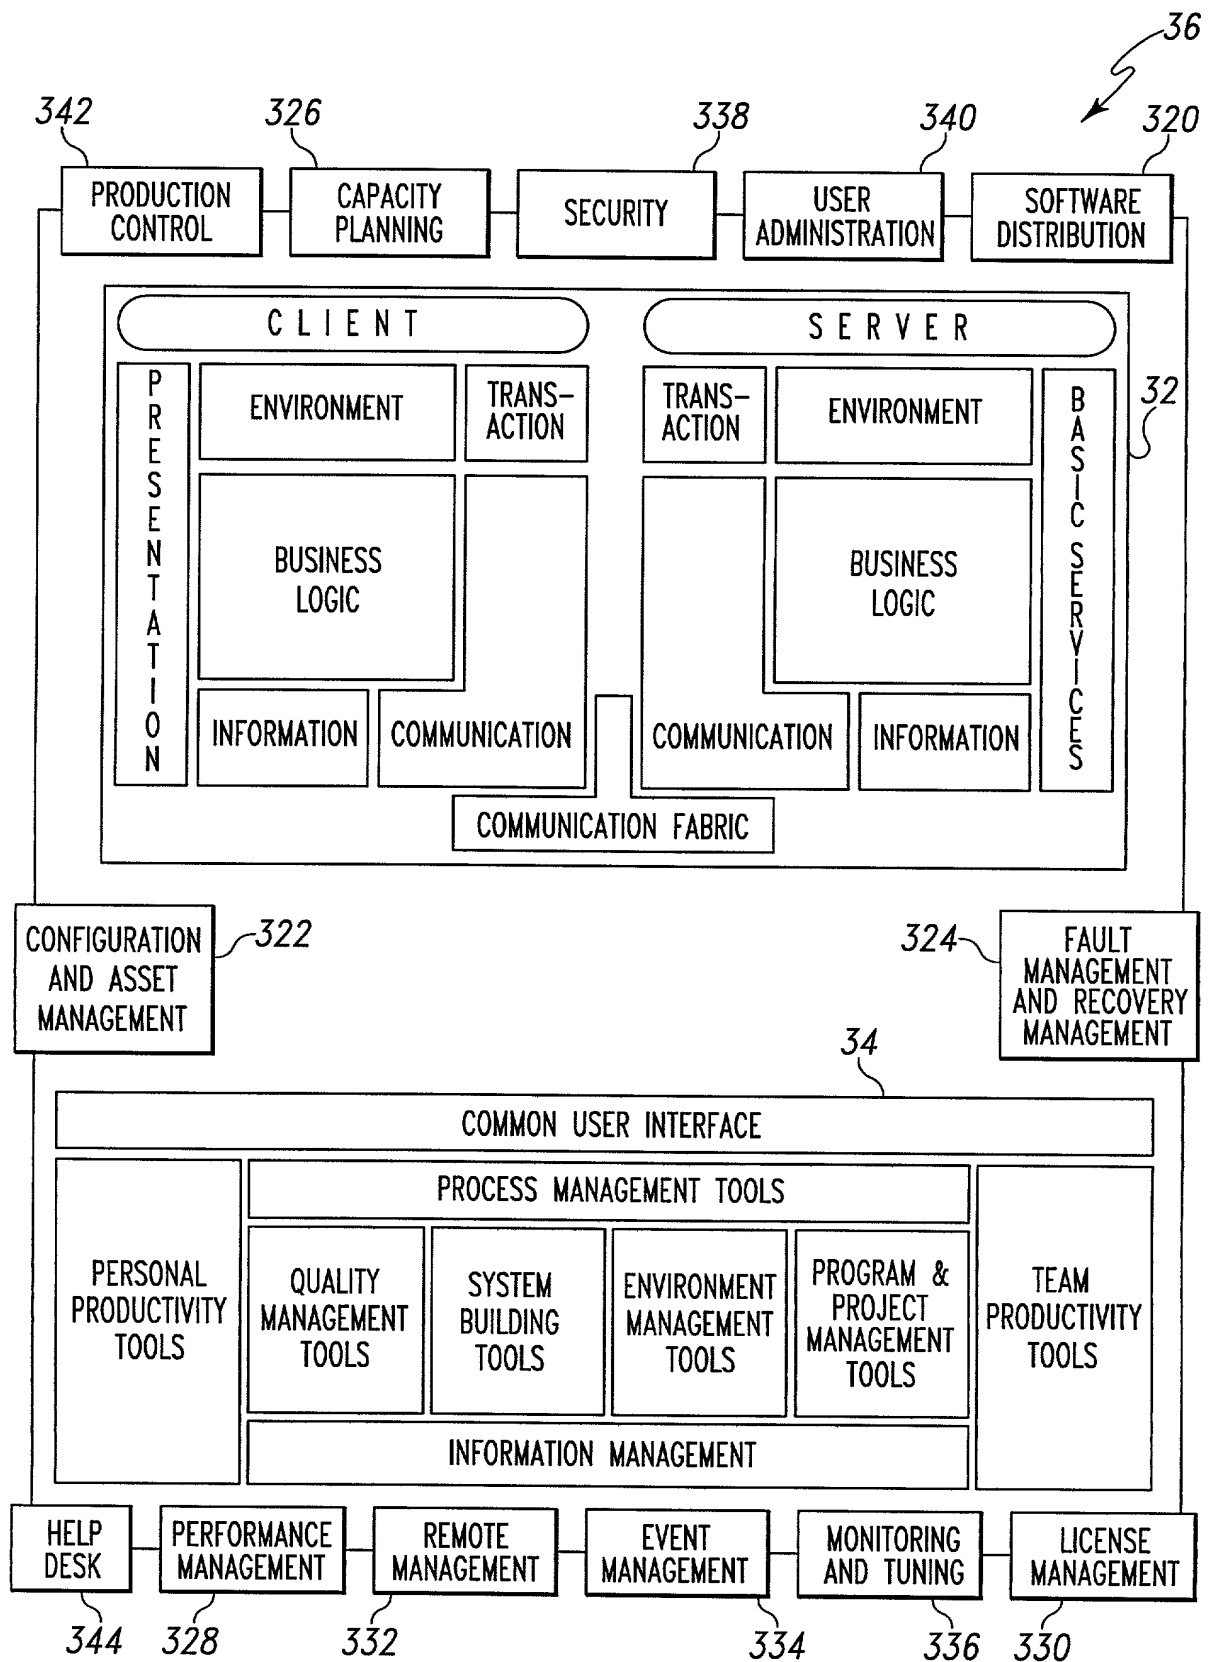 36
342
326
338
340
320
PRODUCTION
CONTROL
CAPACITY
PLANNING
SECURITY
USER
ADMINISTRATION
SOFTWARE
DISTRIBUTION
CLIENT
SERVER
PRESENTATION
ENVIRONMENT
TRANS-
ACTION
TRANS-
ACTION
ENVIRONMENT
BASIC SERVICES
32
BUSINESS
LOGIC
BUSINESS
LOGIC
INFORMATION
COMMUNICATION
COMMUNICATION
INFORMATION
COMMUNICATION FABRIC
CONFIGURATION
AND ASSET
MANAGEMENT
322
324
FAULT
MANAGEMENT
AND RECOVERY
MANAGEMENT
34
COMMON USER INTERFACE
PROCESS MANAGEMENT TOOLS
PERSONAL
PRODUCTIVITY
TOOLS
QUALITY
MANAGEMENT
TOOLS
SYSTEM
BUILDING
TOOLS
ENVIRONMENT
MANAGEMENT
TOOLS
PROGRAM &
PROJECT
MANAGEMENT
TOOLS
TEAM
PRODUCTIVITY
TOOLS
INFORMATION MANAGEMENT
HELP
DESK
PERFORMANCE
MANAGEMENT
REMOTE
MANAGEMENT
EVENT
MANAGEMENT
MONITORING
AND TUNING
LICENSE
MANAGEMENT
344
328
332
334
336
330